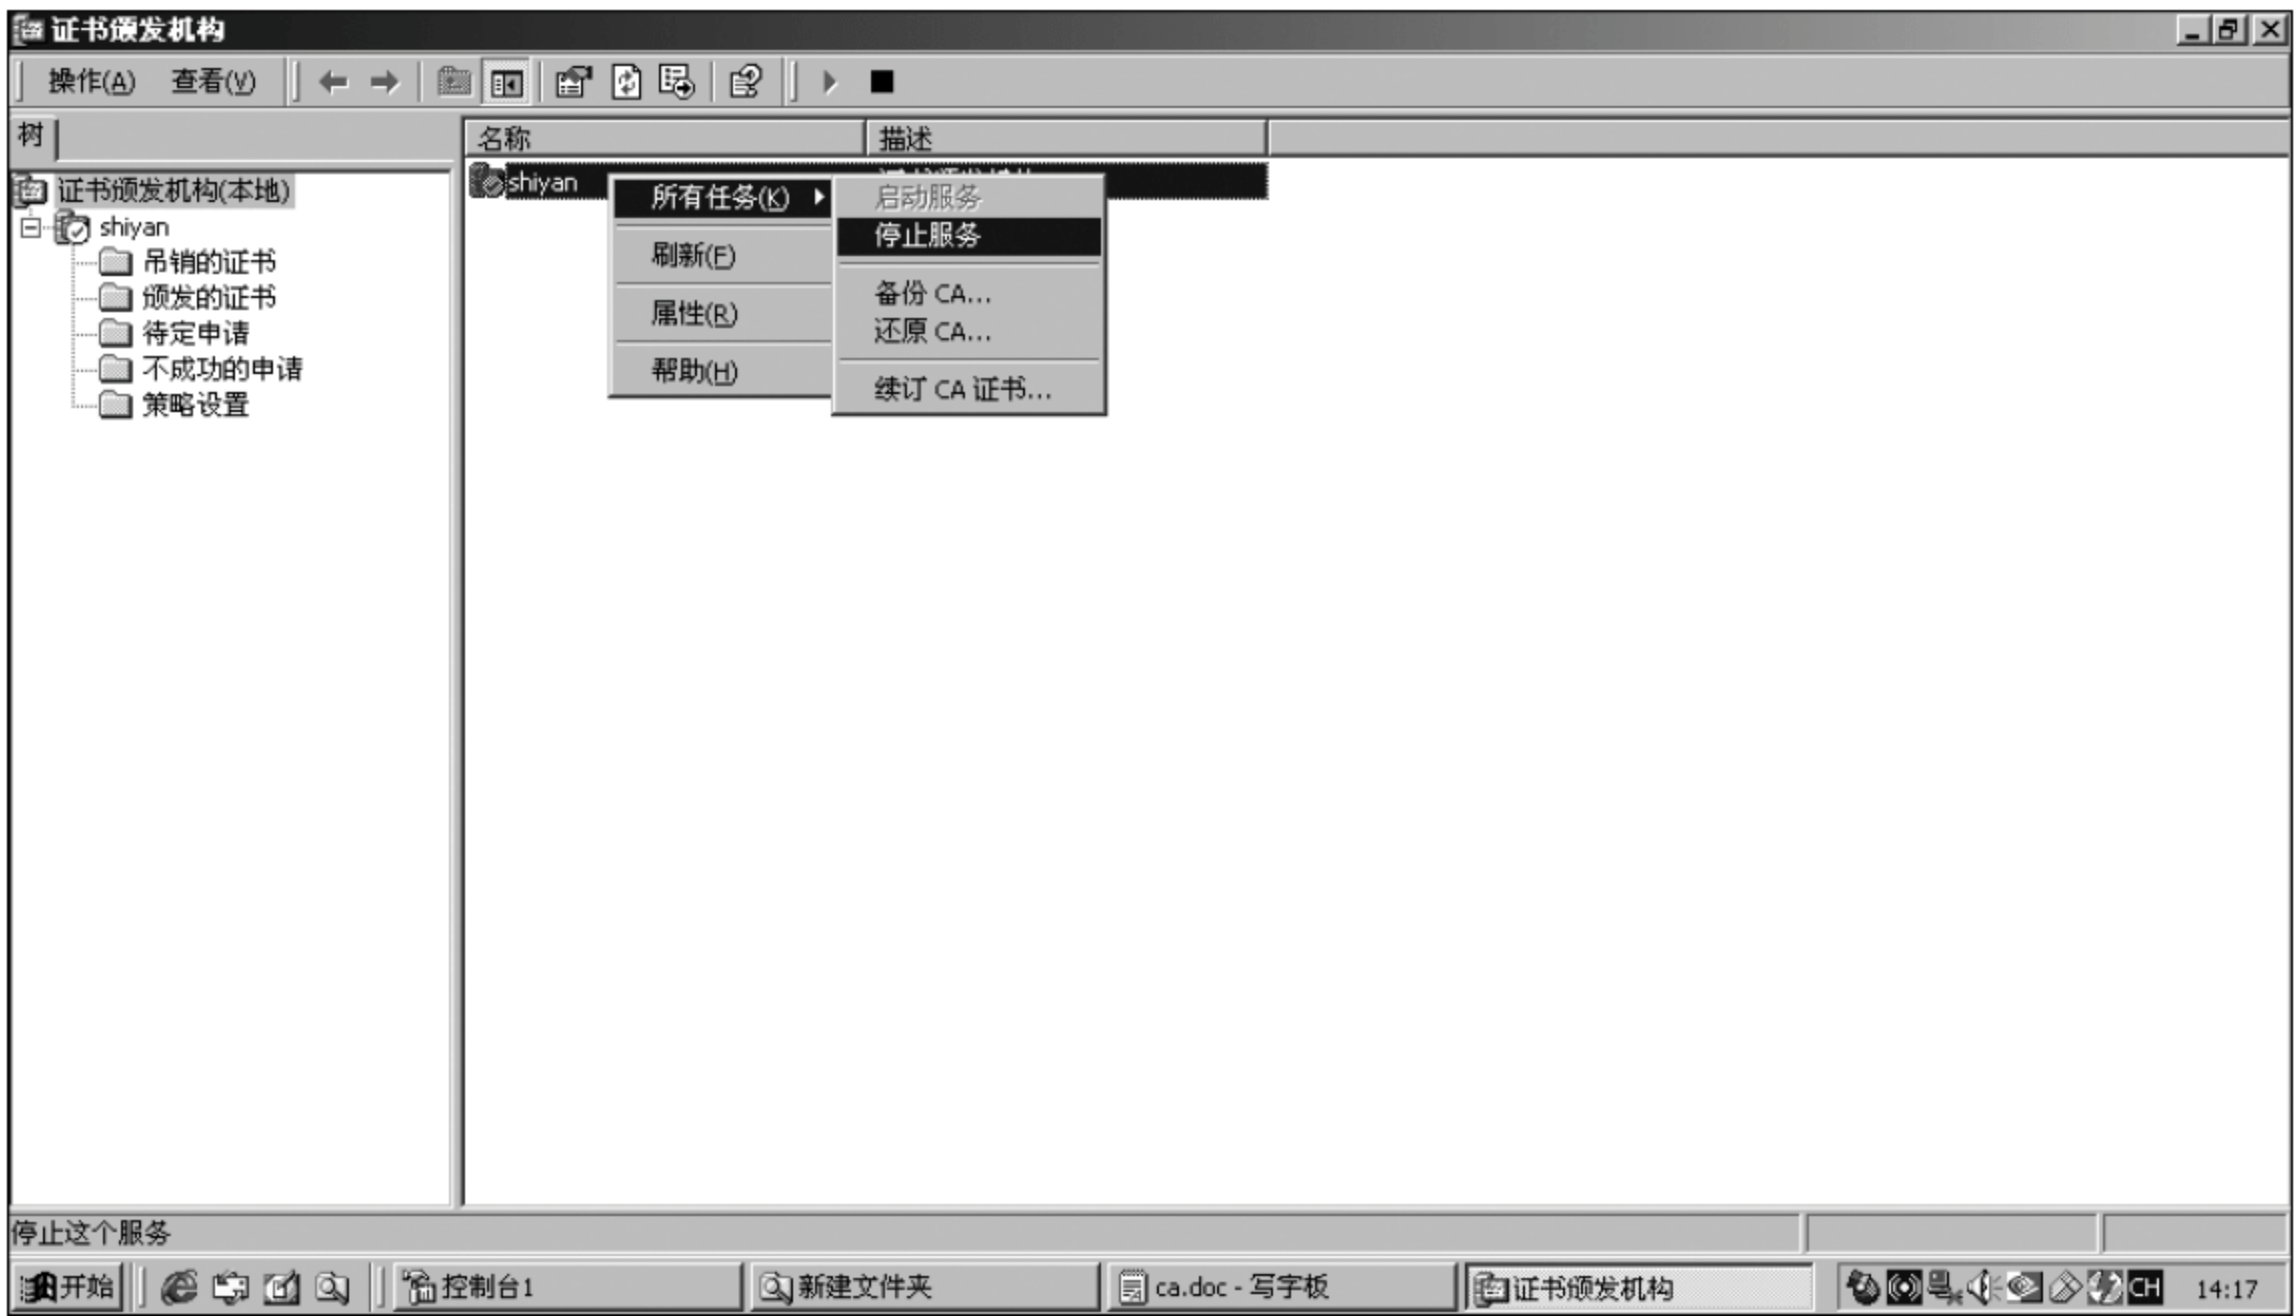 证书颁发机构
操作(A) 查看(V)
树
名称 描述
证书颁发机构(本地)
shiyan
吊销的证书
颁发的证书
待定申请
不成功的申请
策略设置
shiyan
所有任务(K)
刷新(F)
属性(R)
帮助(H)
启动服务
停止服务
备份 CA...
还原 CA...
续订 CA 证书...
停止这个服务
开始 控制台1 新建文件夹 ca.doc - 写字板 证书颁发机构 CH 14:17